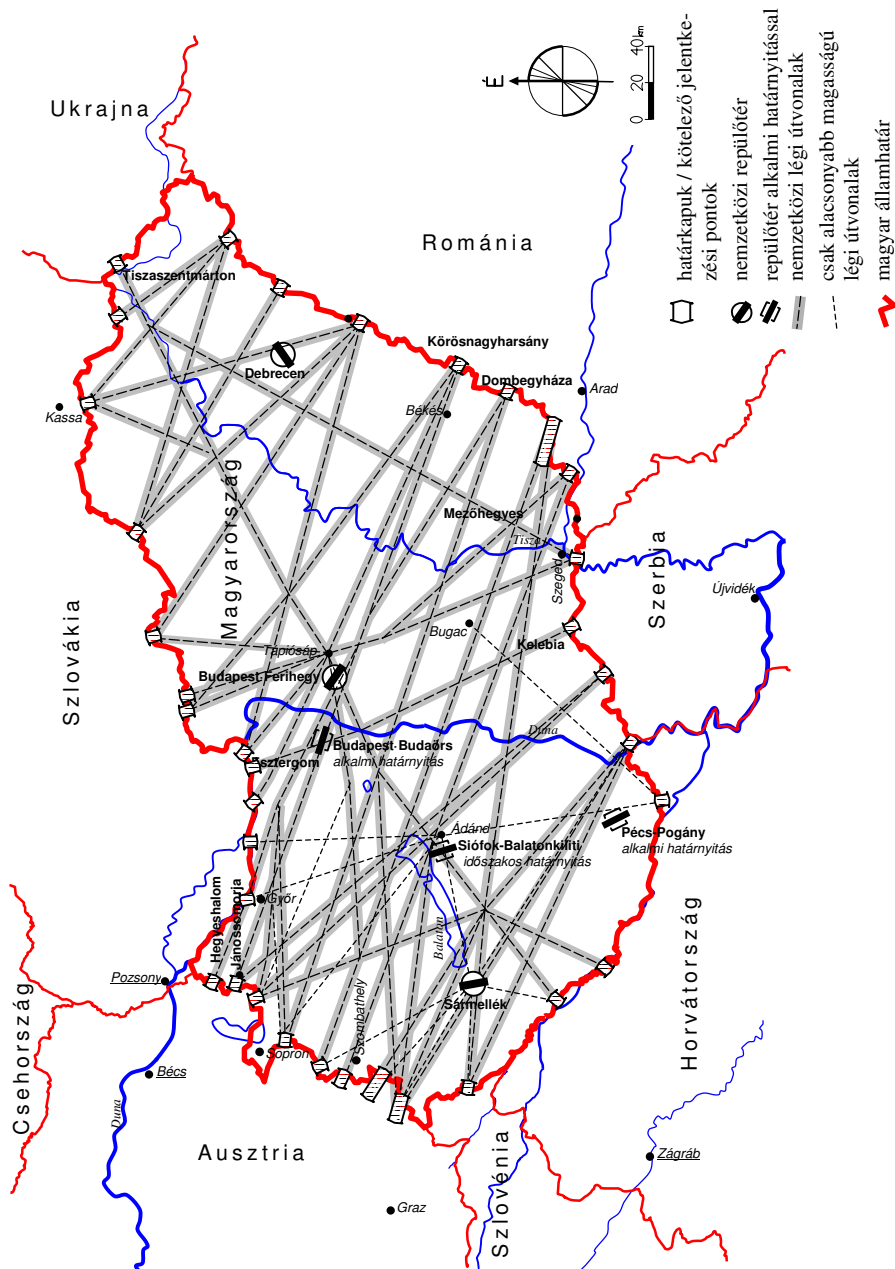 Ukrajna
É
0 20 40 km
Románia
Tiszaszentmárton
Kassa
Debrecen
Körösnagyharsány
Dombegyháza
Békés
Arad
Szlovákia
Magyarország
Mezőhegyes
Tisza
Szeged
Szerbia
Újvidék
Tápiósáp
Bugac
Kelebia
Budapest-Ferihegy
Budapest-Budaörs
alkalmi határnyitás
Esztergom
Duna
Adánd
Siófok-Balatonkiliti
időszakos határnyitás
Pécs-Pogány
alkalmi határnyitás
Győr
Hegyeshalom
Jánossomorja
Balaton
Sármellék
Horvátország
Csehország
Pozsony
Bécs
Duna
Sopron
Szombathely
Ausztria
Graz
Szlovénia
Zágráb
határkapuk / kötelező jelentke-
zési pontok
nemzetközi repülőtér
repülőtér alkalmi határnyitással
nemzetközi légi útvonalak
csak alacsonyabb magasságú
légi útvonalak
magyar államhatár